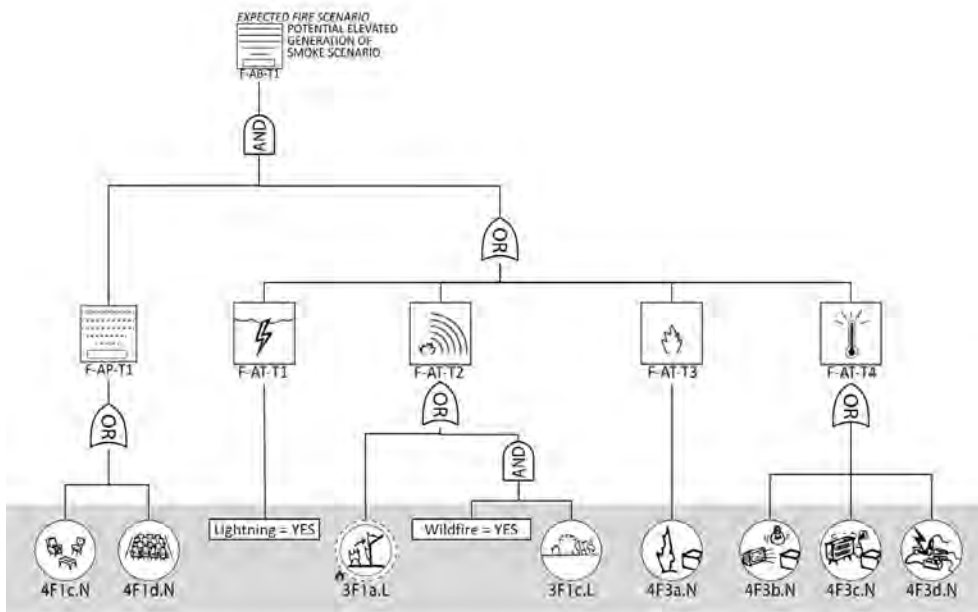 EXPECTED FIRE SCENARIO
POTENTIAL ELEVATED
GENERATION OF
SMOKE SCENARIO
F-AB-T1
AND
OR
F-AP-T1
F-AT-T1
F-AT-T2
F-AT-T3
F-AT-T4
OR
OR
OR
AND
Lightning = YES
Wildfire = YES
4F1c.N
4F1d.N
3F1a.L
3F1c.L
4F3a.N
4F3b.N
4F3c.N
4F3d.N